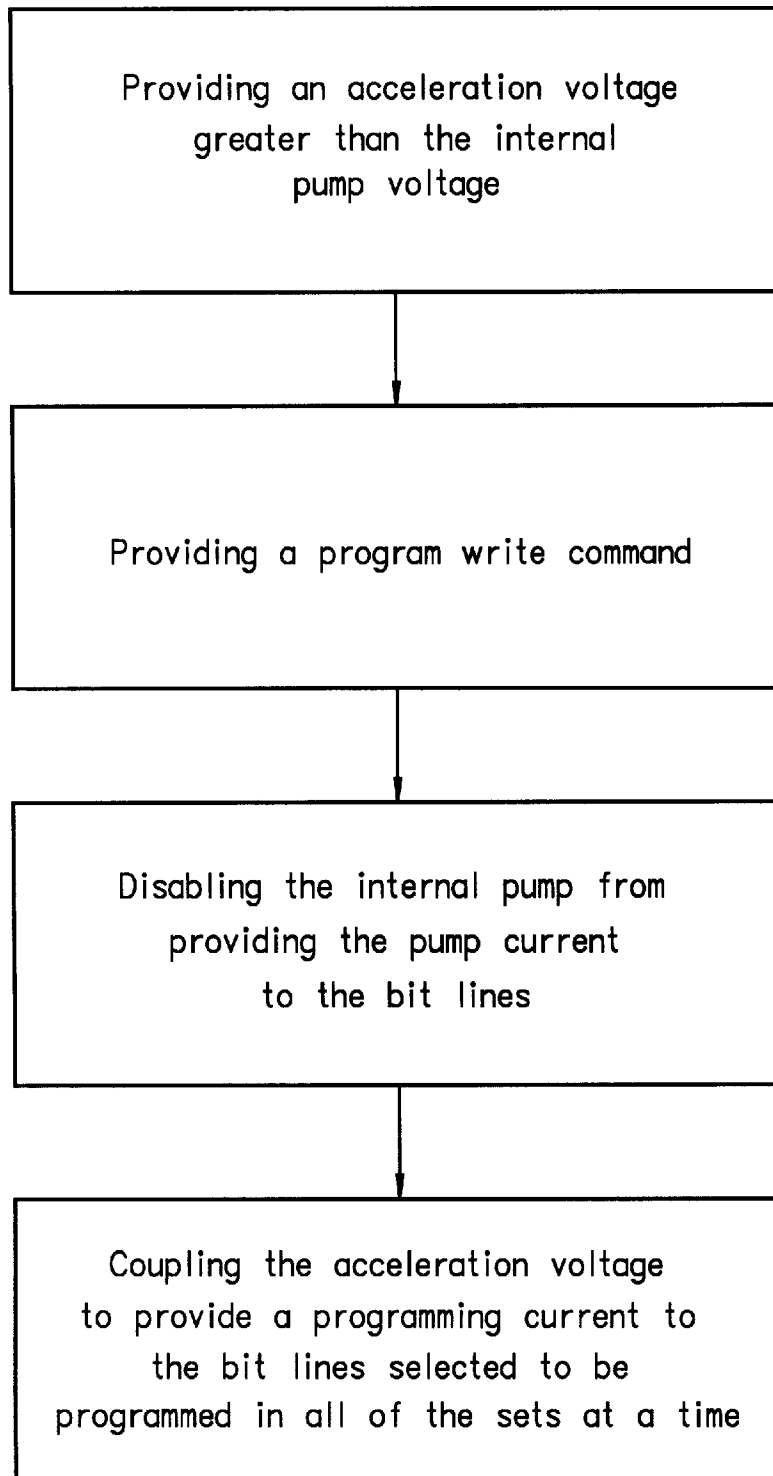 Providing an acceleration voltage
greater than the internal
pump voltage
Providing a program write command
Disabling the internal pump from
providing the pump current
to the bit lines
Coupling the acceleration voltage
to provide a programming current to
the bit lines selected to be
programmed in all of the sets at a time